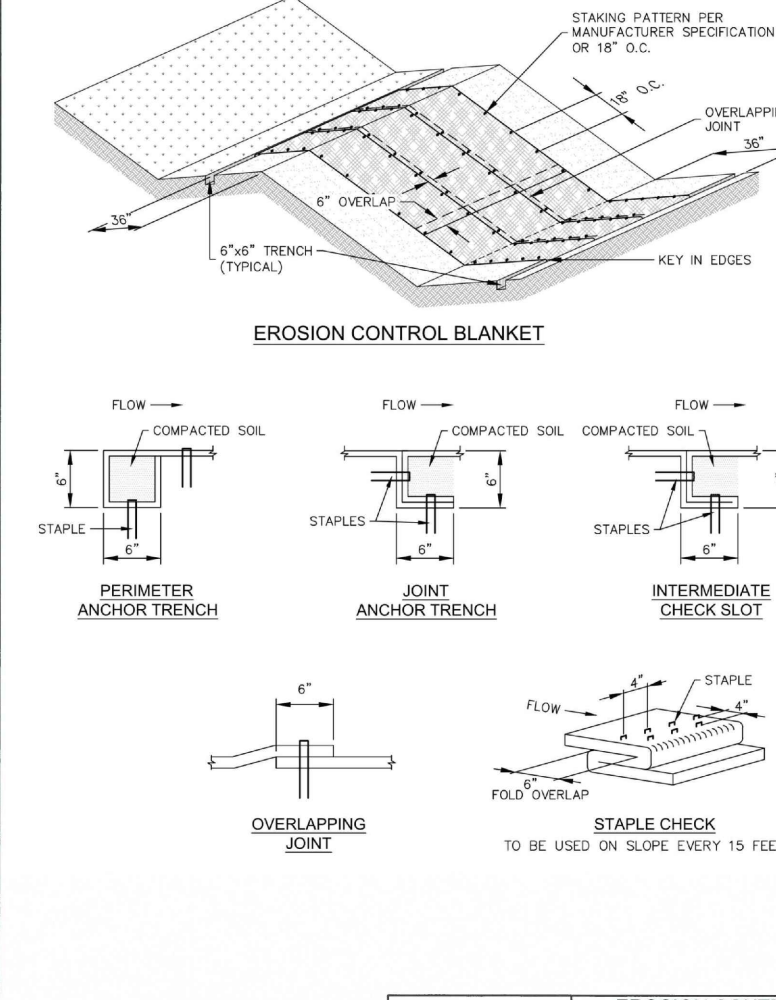 STAKING PATTERN PER
MANUFACTURER SPECIFICATION
OR 18" O.C.
18" O.C.
JOINT
36"
6" OVERLAP
36"
6"x6" TRENCH
(TYPICAL)
KEY IN EDGES
EROSION CONTROL BLANKET
FLOW
COMPACTED SOIL
6"
STAPLE
6"
PERIMETER
ANCHOR TRENCH
FLOW
COMPACTED SOIL
6"
STAPLES
6"
JOINT
ANCHOR TRENCH
FLOW
COMPACTED SOIL
STAPLES
6"
INTERMEDIATE
CHECK SLOT
6"
OVERLAPPING
JOINT
4"
STAPLE
FLOW
4"
6"
FOLD OVERLAP
STAPLE CHECK
TO BE USED ON SLOPE EVERY 15